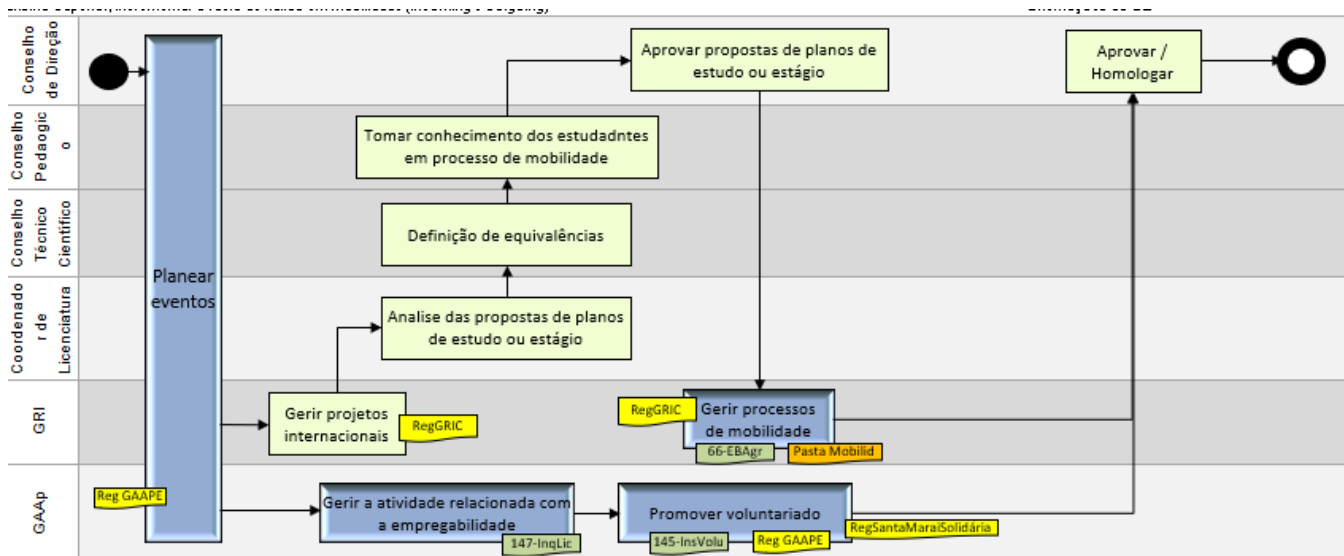 Conselho
de Direção
Aprovar propostas de planos de
estudo ou estágio
Aprovar /
Homologar
Conselho
Pedaogic
o
Tomar conhecimento dos estudadntes
em processo de mobilidade
Conselho
Técnico
Científico
Definição de equivalências
Planear
eventos
Coordenado
r de
Licenciatura
Analise das propostas de planos
de estudo ou estágio
GRI
Gerir projetos
internacionais
RegGRIC
RegGRIC
Gerir processos
de mobilidade
66-EBAgr
Pasta Mobilid
GAAp
Reg GAAPE
Gerir a atividade relacionada com
a empregabilidade
147-InqLic
Promover voluntariado
145-InsVolu
Reg GAAPE
RegSantaMaraiSolidária